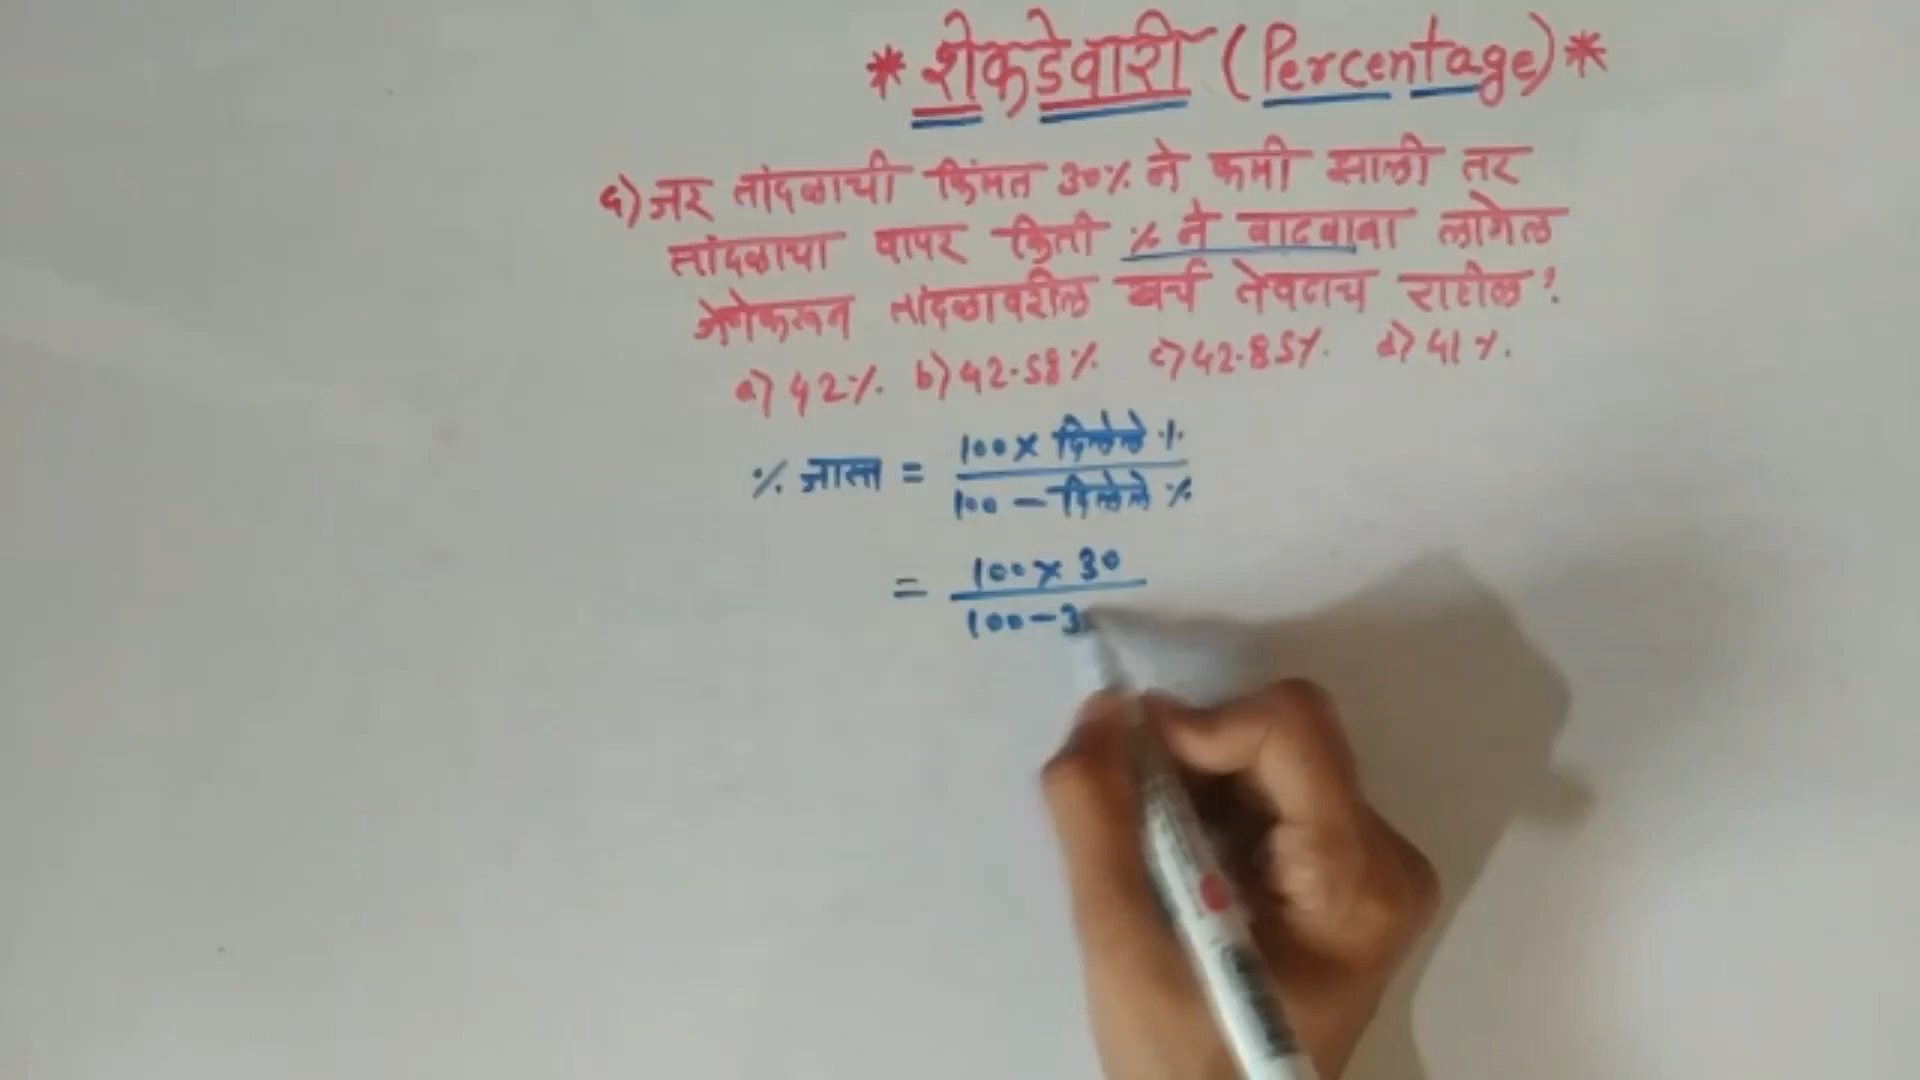 * शेकडेवारी (Percentage) *
५) जर तांदळाची किंमत 30% ने कमी झाली तर
तांदळाचा वापर किती % ने वाढवावा लागेल
जेणेकरून तांदळावरील खर्च तेवढाच राहील ?
a) 42% b) 42.58% c) 42.85% d) 41%
% जास्त = 100 x दिलेले %
100 - दिलेले %
= 100 x 30
100 - 3